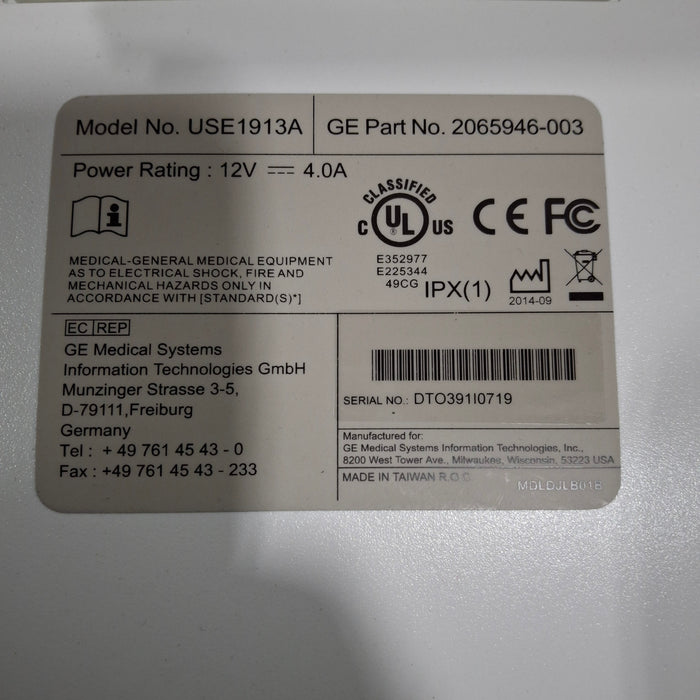 Model No. USE1913A
GE Part No. 2065946-003
Power Rating : 12V 4.0A
CLASSIFIED
C UL US
®
CE FC
MEDICAL-GENERAL MEDICAL EQUIPMENT
AS TO ELECTRICAL SHOCK, FIRE AND
MECHANICAL HAZARDS ONLY IN
ACCORDANCE WITH [STANDARD(S)*]
E352977
E225344
49CG
IPX(1)
2014-09
EC REP
GE Medical Systems
Information Technologies GmbH
Munzinger Strasse 3-5,
D-79111,Freiburg
Germany
Tel : + 49 761 45 43 - 0
Fax : +49 761 45 43 - 233
SERIAL NO.: DTO391I0719
Manufactured for:
GE Medical Systems Information Technologies, Inc.,
8200 West Tower Ave., Milwaukee, Wisconsin, 53223 USA
MADE IN TAIWAN R.O.C
MDLDJLB01B